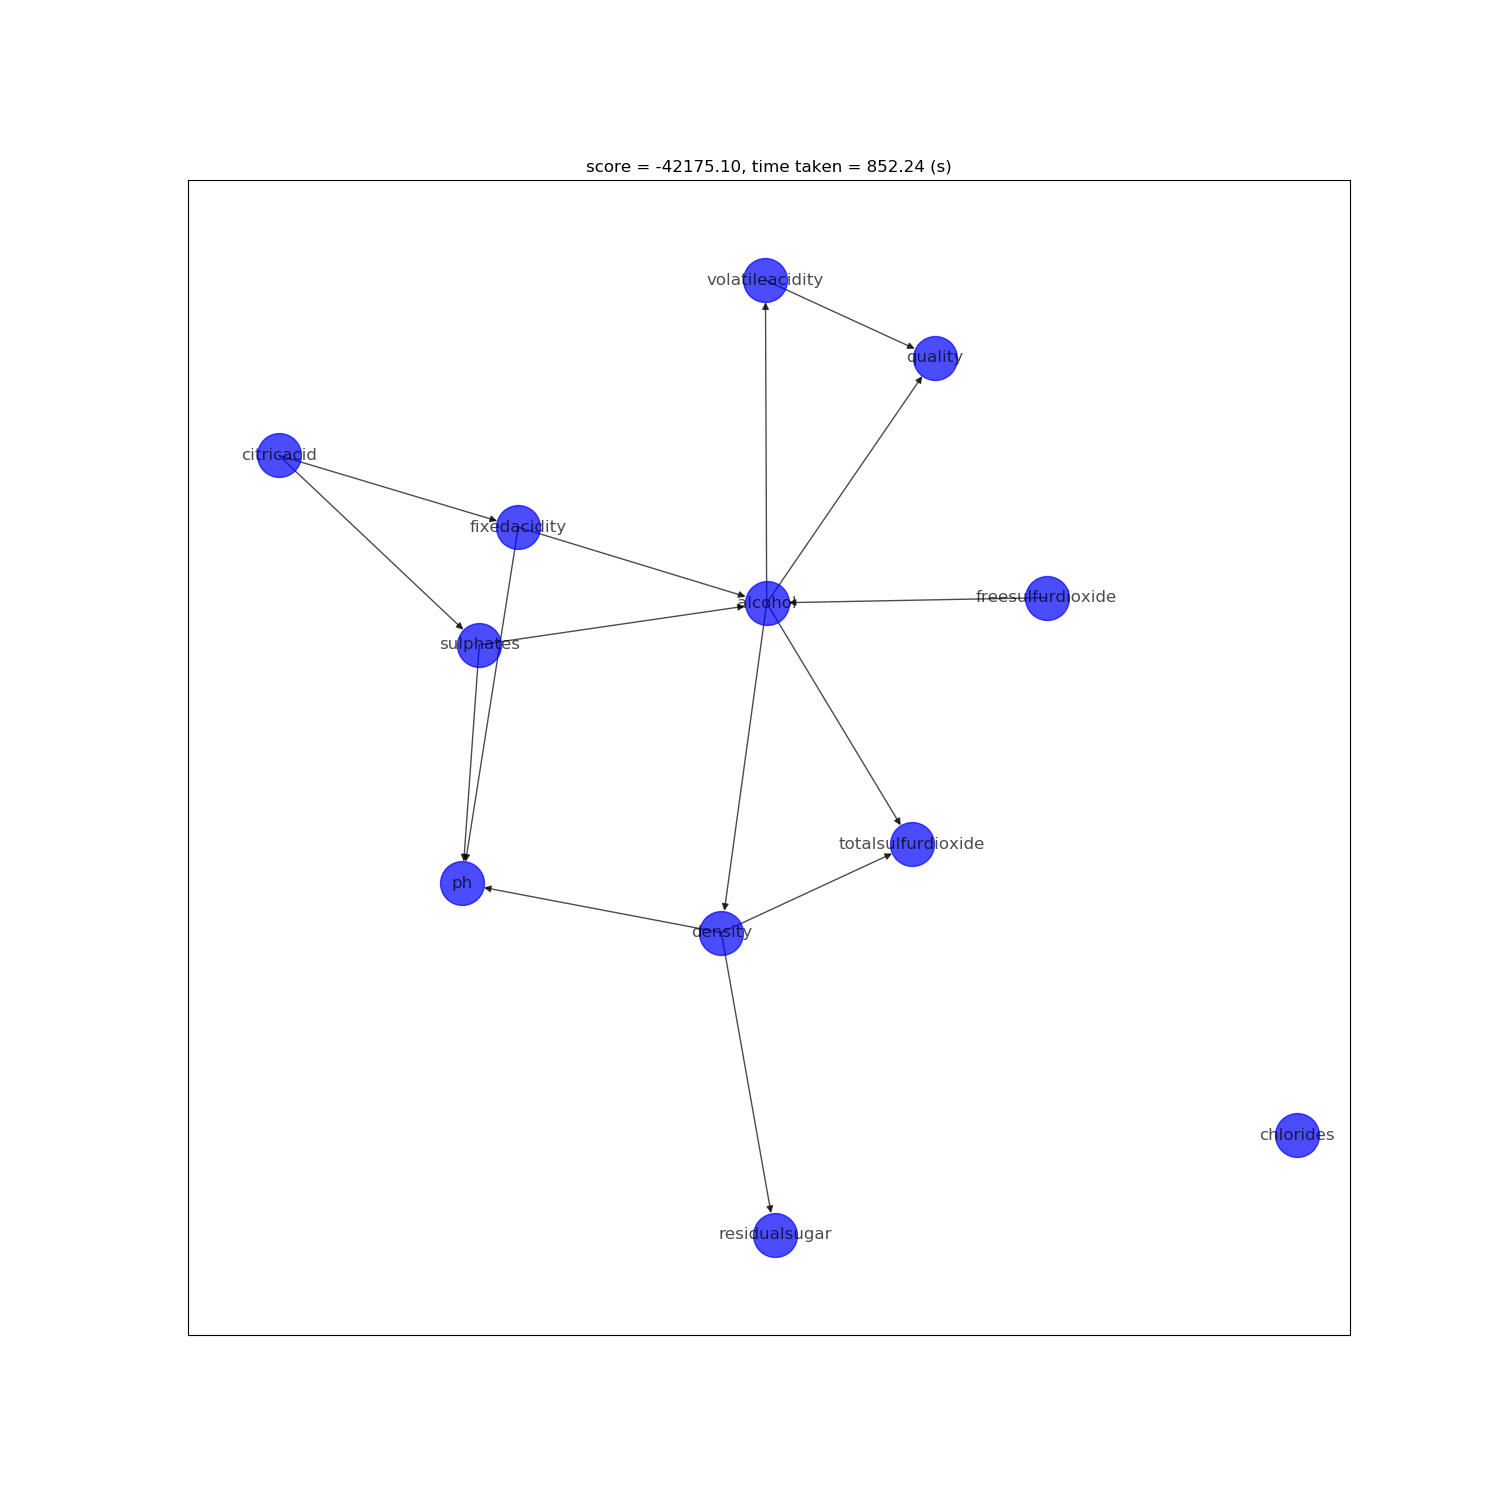 score = -42175.10, time taken = 852.24 (s)
volatileacidity
quality
citricacid
fixedacidity
freesulfurdioxide
alcohol
sulphates
totalsulfurdioxide
ph
density
chlorides
residualsugar